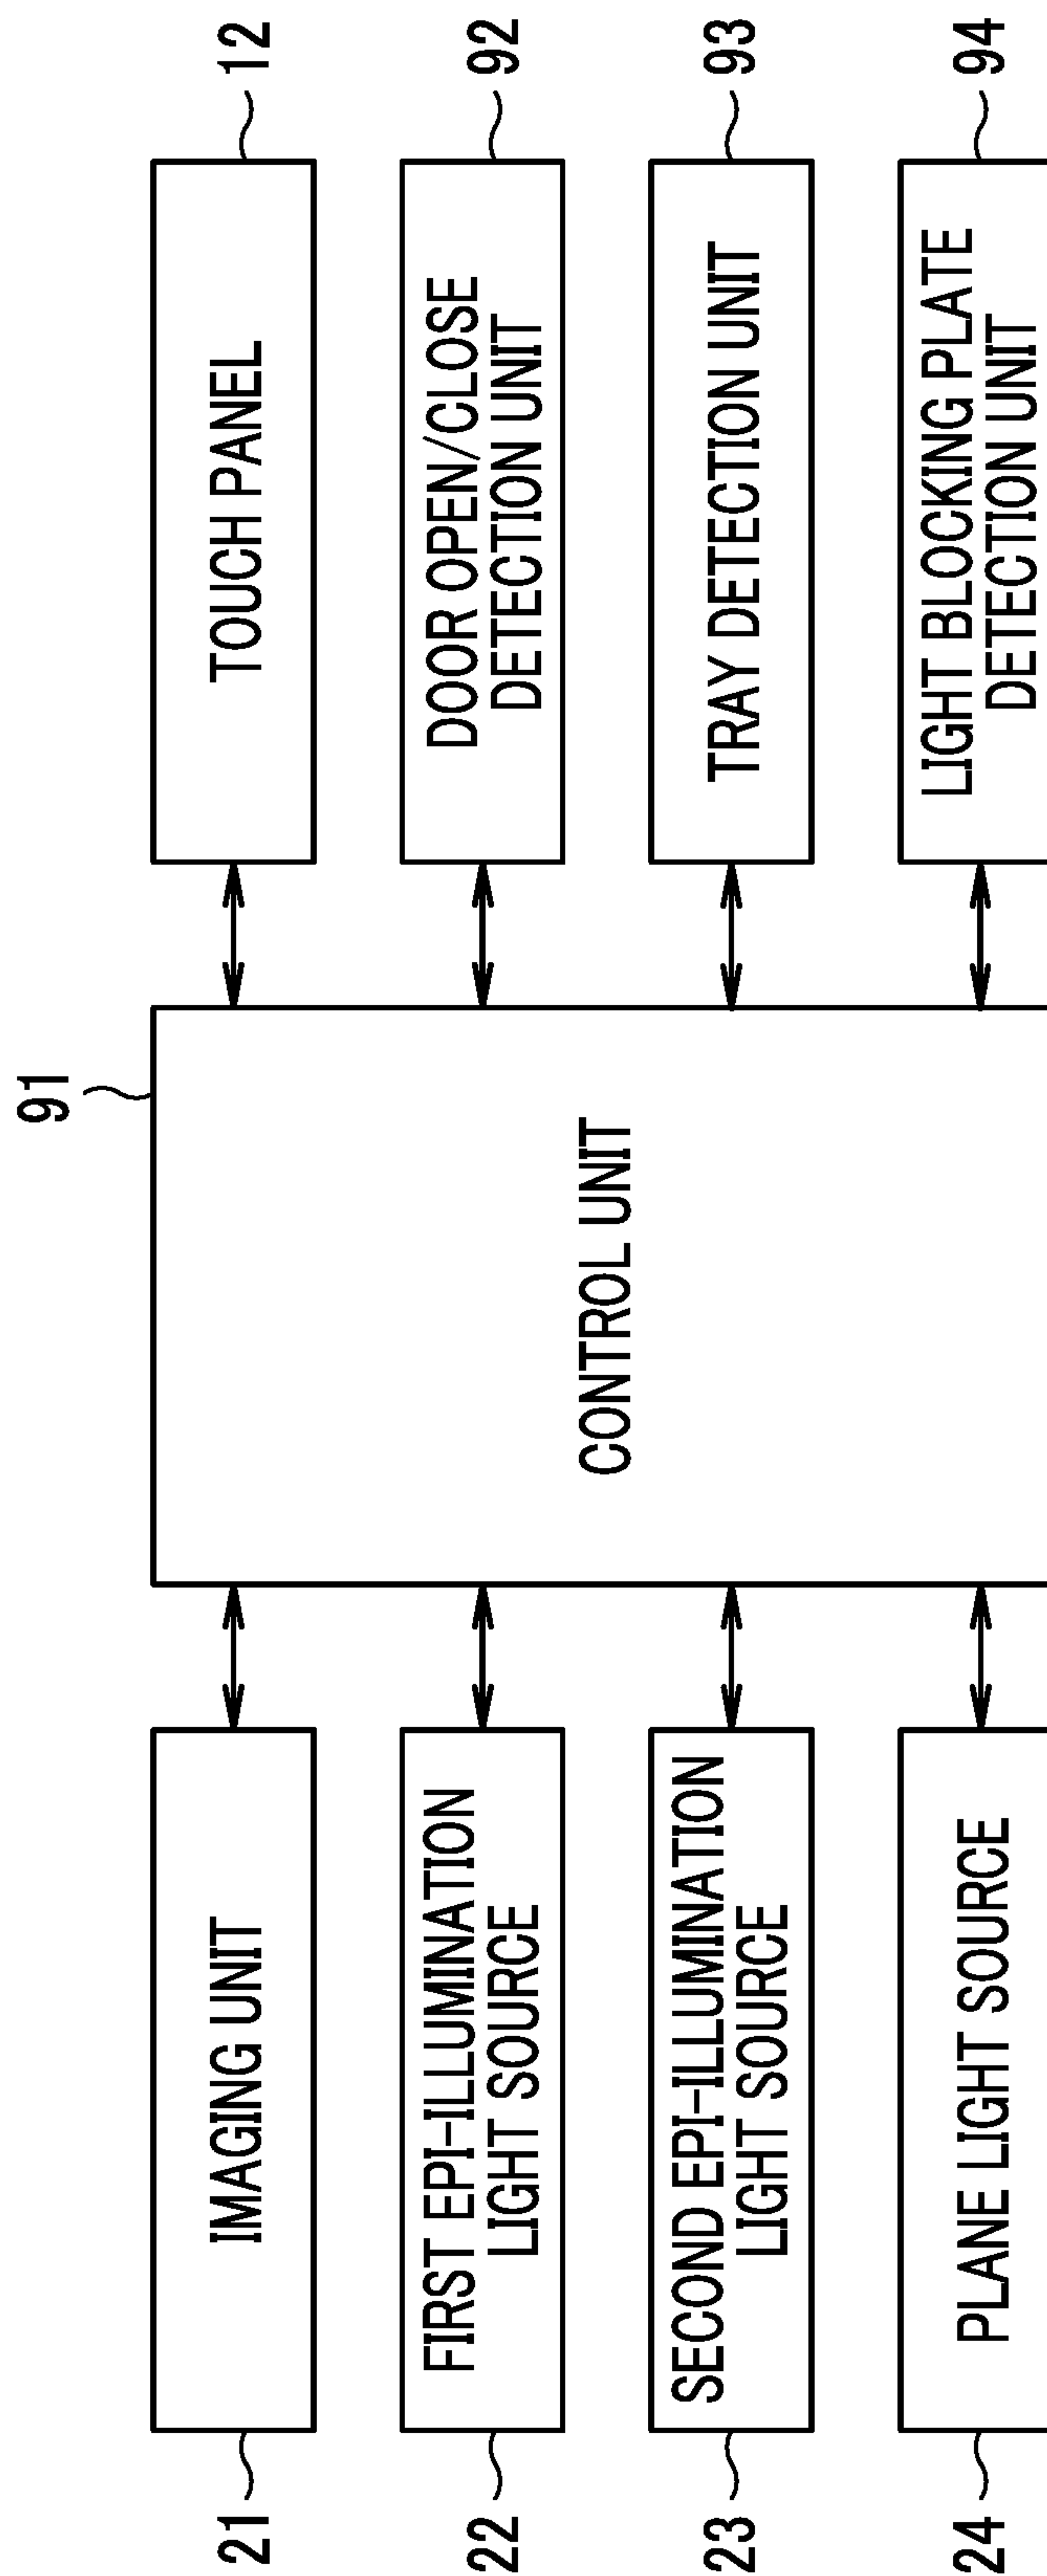 91
21
IMAGING UNIT
TOUCH PANEL
12
22
FIRST EPI-ILLUMINATION
LIGHT SOURCE
DOOR OPEN/CLOSE
DETECTION UNIT
92
CONTROL UNIT
23
SECOND EPI-ILLUMINATION
LIGHT SOURCE
TRAY DETECTION UNIT
93
24
PLANE LIGHT SOURCE
LIGHT BLOCKING PLATE
DETECTION UNIT
94